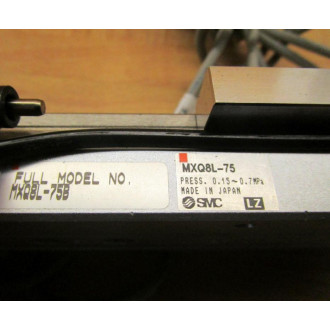 FULL MODEL NO.
MXQ8L-75B
MXQ8L-75
PRESS. 0.15~0.7MPa
MADE IN JAPAN
SMC LZ